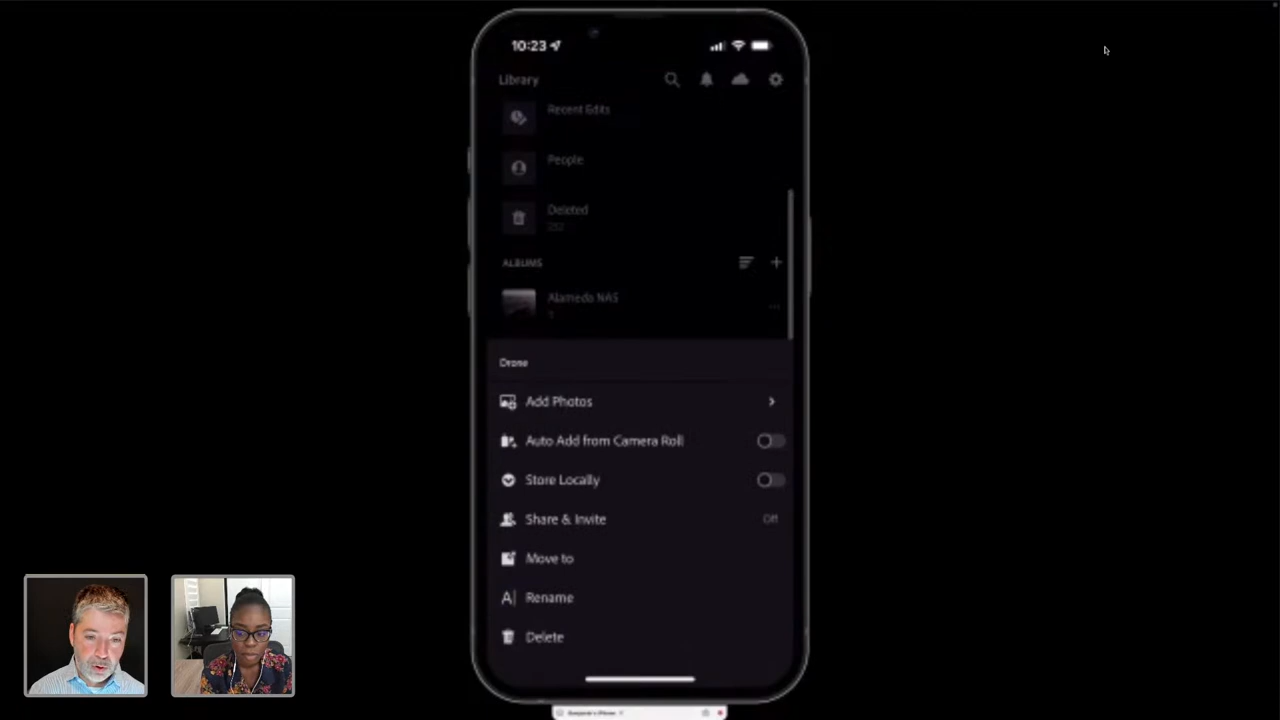 10:23
Library
Recent Edits
People
Deleted
252
ALBUMS
Alameda NAS
Drone
Add Photos
Auto Add from Camera Roll
Store Locally
Share & Invite Off
Move to
A| Rename
Delete